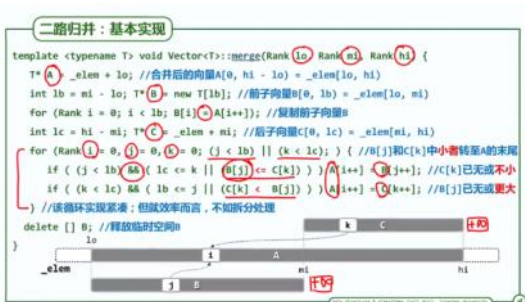 二路归并：基本实现
template <typename T> void Vector<T>::merge(Rank lo, Rank mi, Rank hi) {
T* A = _elem + lo; //合并后的向量A[0, hi - lo) = _elem[lo, hi)
int lb = mi - lo; T* B = new T[lb]; //前子向量B[0, lb) = _elem[lo, mi)
for (Rank i = 0; i < lb; B[i] = A[i++]); //复制前子向量B
int lc = hi - mi; T* C = _elem + mi; //后子向量C[0, lc) = _elem[mi, hi)
for (Rank i = 0, j = 0, k = 0; (j < lb) || (k < lc); ) { //B[j]和C[k]中小者转至A的末尾
if ( (j < lb) && ( lc <= k || (B[j] <= C[k]) ) ) A[i++] = B[j++]; //C[k]已无或不小
if ( (k < lc) && ( lb <= j || (C[k] < B[j]) ) ) A[i++] = C[k++]; //B[j]已无或更大
} //该循环实现紧凑；但就效率而言，不如拆分处理
delete [] B; //释放临时空间B
}
lo
k C +∞
i A
_elem mi hi
j B +∞